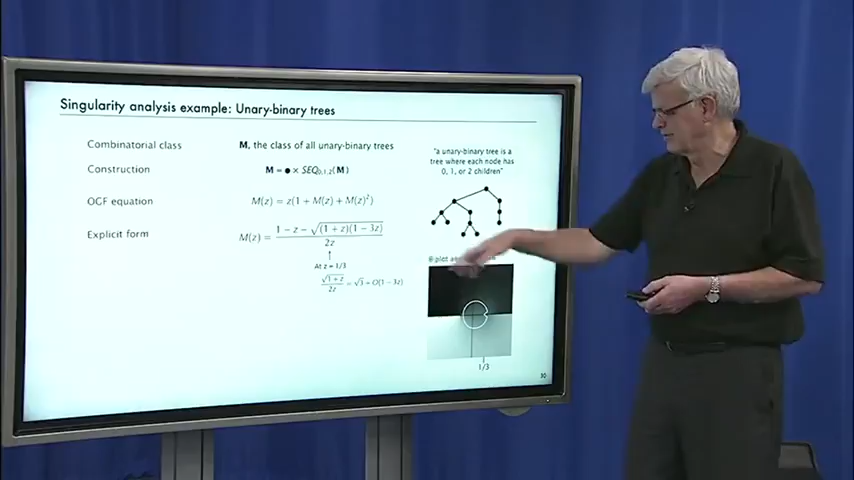 Singularity analysis example: Unary-binary trees
Combinatorial class
M, the class of all unary-binary trees
Construction
M = ● × SEQ0,1,2(M)
OGF equation
M(z) = z(1 + M(z) + M(z)²)
Explicit form
M(z) = (1 − z − √((1 + z)(1 − 3z))) / 2z
↑
At z = 1/3
√(1 + z) / 2z = √3 + O(1 − 3z)
"a unary-binary tree is a
tree where each node has
0, 1, or 2 children"
plot
1/3
30